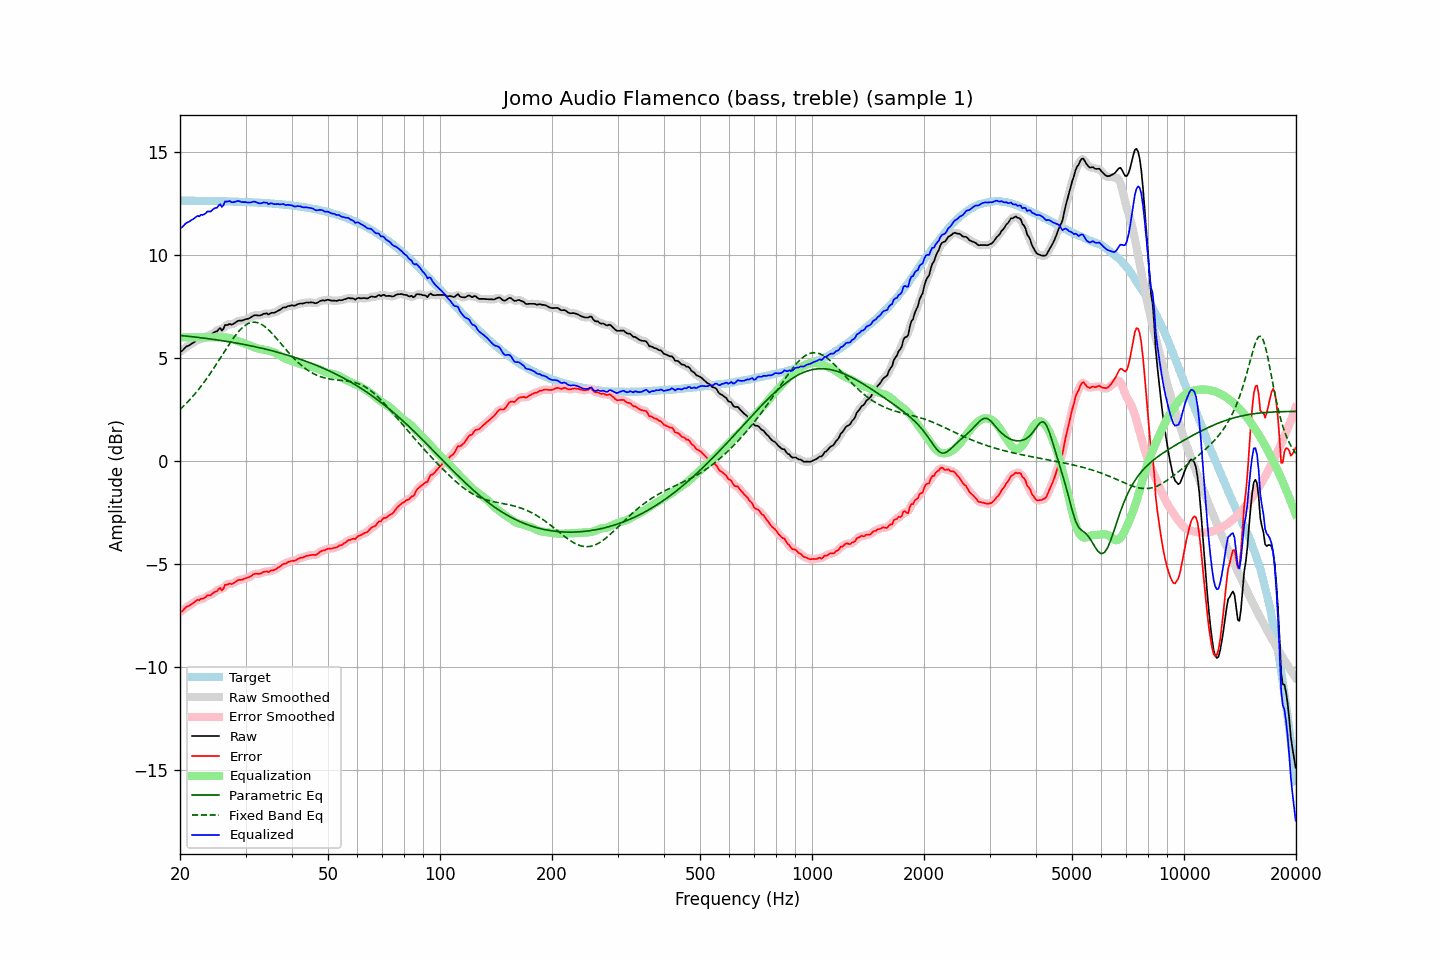 Jomo Audio Flamenco (bass, treble) (sample 1)
15
10
5
0
−5
−10
−15
Amplitude (dBr)
Target
Raw Smoothed
Error Smoothed
Raw
Error
Equalization
Parametric Eq
Fixed Band Eq
Equalized
20 50 100 200 500 1000 2000 5000 10000 20000
Frequency (Hz)